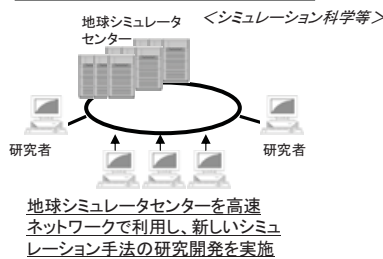 ＜シミュレーション科学等＞
地球シミュレータ
センター
研究者
研究者
地球シミュレータセンターを高速
ネットワークで利用し、新しいシミュ
レーション手法の研究開発を実施